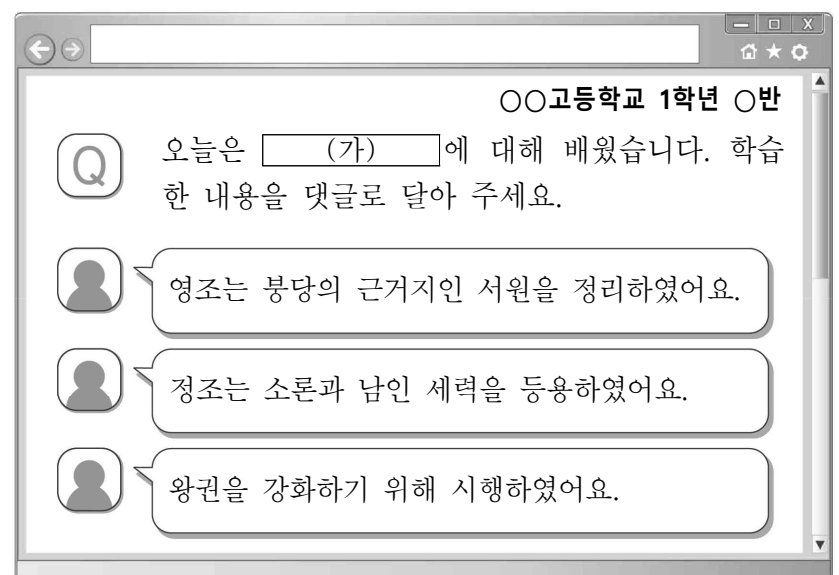 ○○고등학교 1학년 ○반
Q
오늘은 (가) 에 대해 배웠습니다. 학습
한 내용을 댓글로 달아 주세요.
영조는 붕당의 근거지인 서원을 정리하였어요.
정조는 소론과 남인 세력을 등용하였어요.
왕권을 강화하기 위해 시행하였어요.